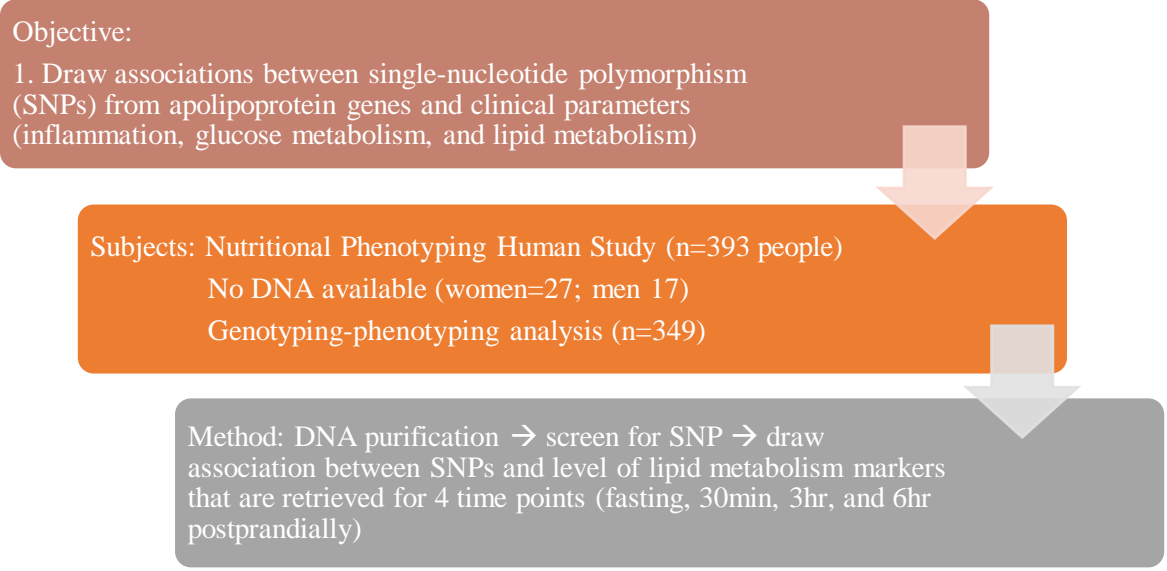 Objective:
1. Draw associations between single-nucleotide polymorphism
(SNPs) from apolipoprotein genes and clinical parameters
(inflammation, glucose metabolism, and lipid metabolism)
Subjects: Nutritional Phenotyping Human Study (n=393 people)
No DNA available (women=27; men 17)
Genotyping-phenotyping analysis (n=349)
Method: DNA purification → screen for SNP → draw
association between SNPs and level of lipid metabolism markers
that are retrieved for 4 time points (fasting, 30min, 3hr, and 6hr
postprandially)